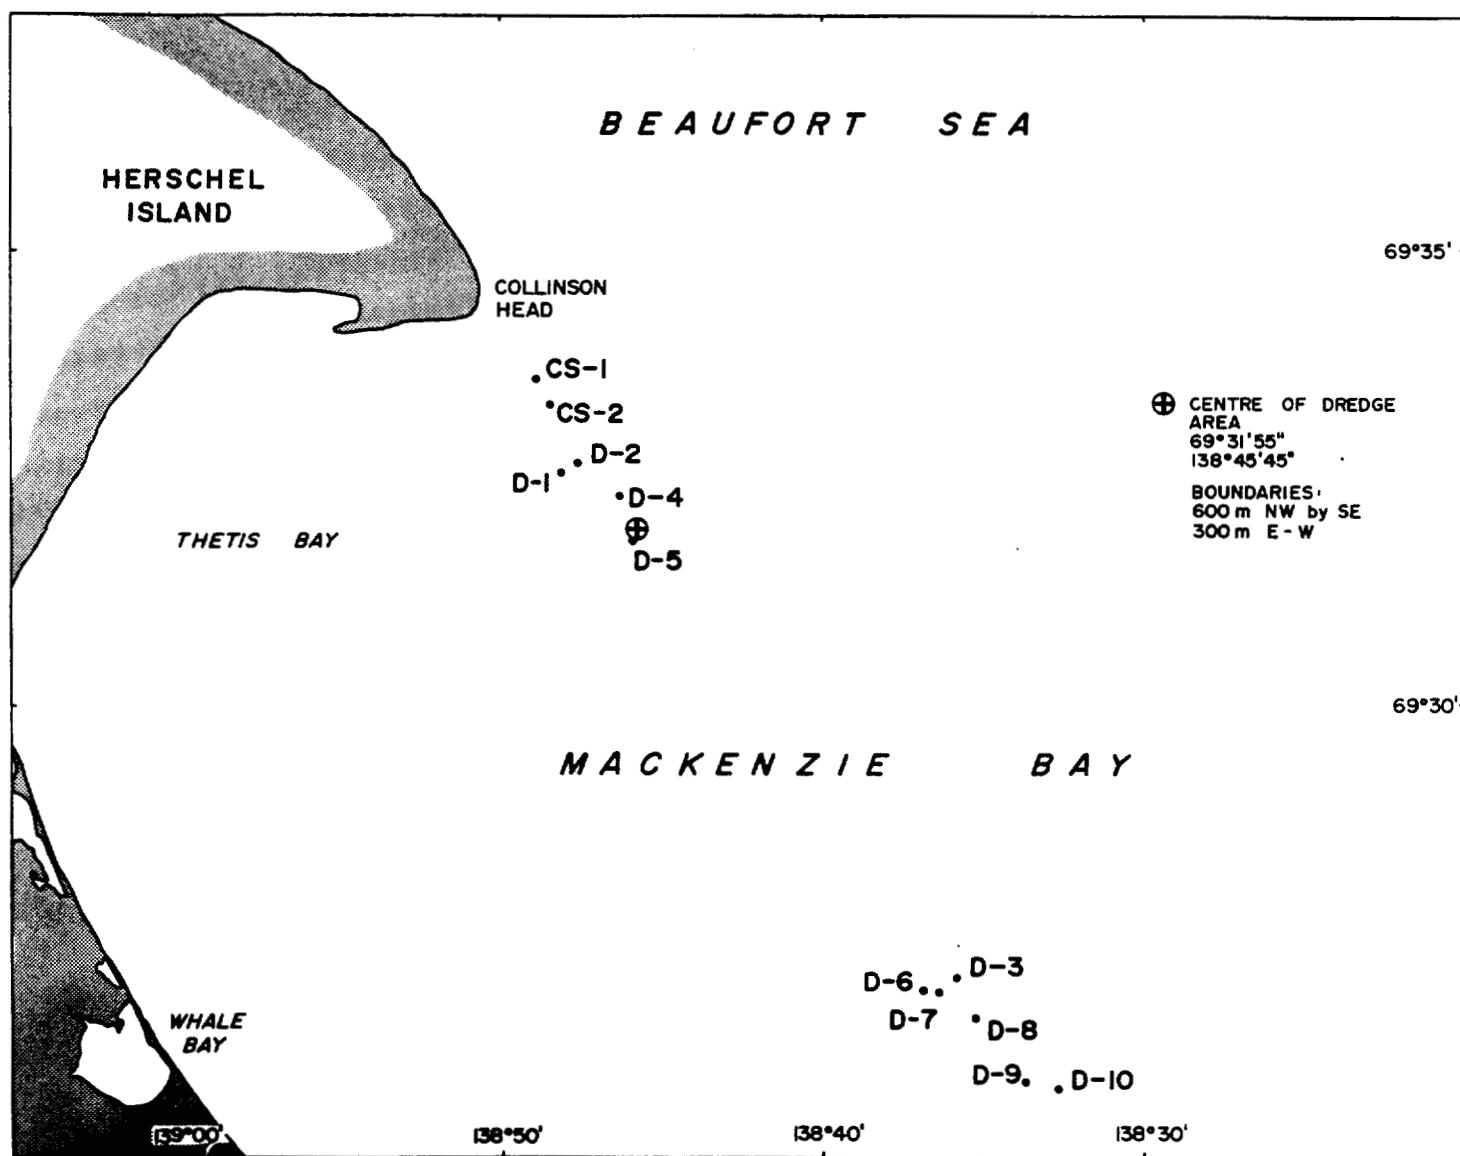 BEAUFORT SEA
HERSCHEL
ISLAND
69°35'
COLLINSON
HEAD
CS-1
CS-2
D-2
D-1
D-4
D-5
THETIS BAY
CENTRE OF DREDGE
AREA
69°31'55"
138°45'45"
BOUNDARIES:
600m NW by SE
300m E-W
69°30'
MACKENZIE BAY
D-3
D-6
D-7
D-8
D-9
D-10
WHALE
BAY
139°00'
138°50'
138°40'
138°30'